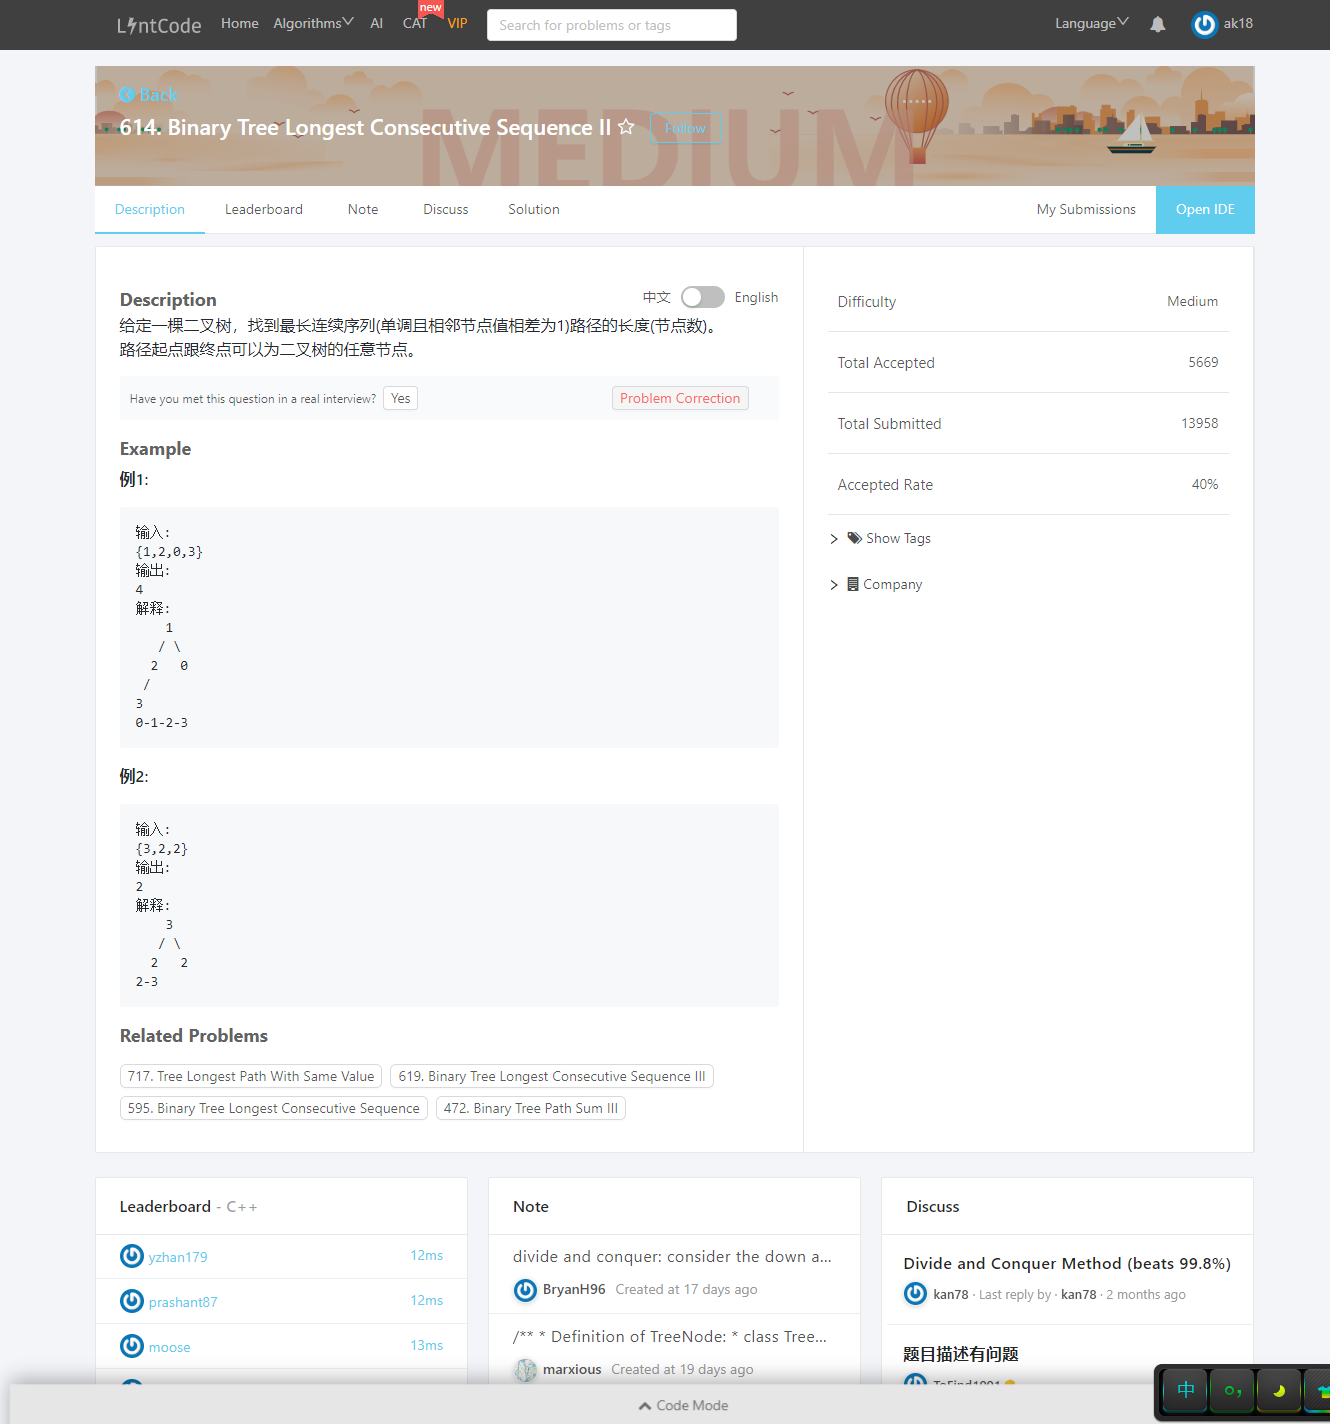 LintCode Home Algorithms AI CAT new VIP Search for problems or tags Language ak18
Back
MEDIUM
614. Binary Tree Longest Consecutive Sequence II Follow
Description Leaderboard Note Discuss Solution My Submissions Open IDE
Description 中文 English
给定一棵二叉树，找到最长连续序列(单调且相邻节点值相差为1)路径的长度(节点数)。
路径起点跟终点可以为二叉树的任意节点。
Have you met this question in a real interview? Yes Problem Correction
Example
例1:
输入:
{1,2,0,3}
输出:
4
解释:
1
/ \
2 0
/
3
0-1-2-3
例2:
输入:
{3,2,2}
输出:
2
解释:
3
/ \
2 2
2-3
Related Problems
717. Tree Longest Path With Same Value 619. Binary Tree Longest Consecutive Sequence III
595. Binary Tree Longest Consecutive Sequence 472. Binary Tree Path Sum III
Difficulty Medium
Total Accepted 5669
Total Submitted 13958
Accepted Rate 40%
Show Tags
Company
Leaderboard - C++
yzhan179 12ms
prashant87 12ms
moose 13ms
Note
divide and conquer: consider the down a...
BryanH96 Created at 17 days ago
/** * Definition of TreeNode: * class Tree...
marxious Created at 19 days ago
Discuss
Divide and Conquer Method (beats 99.8%)
kan78 · Last reply by · kan78 · 2 months ago
题目描述有问题
Code Mode
中